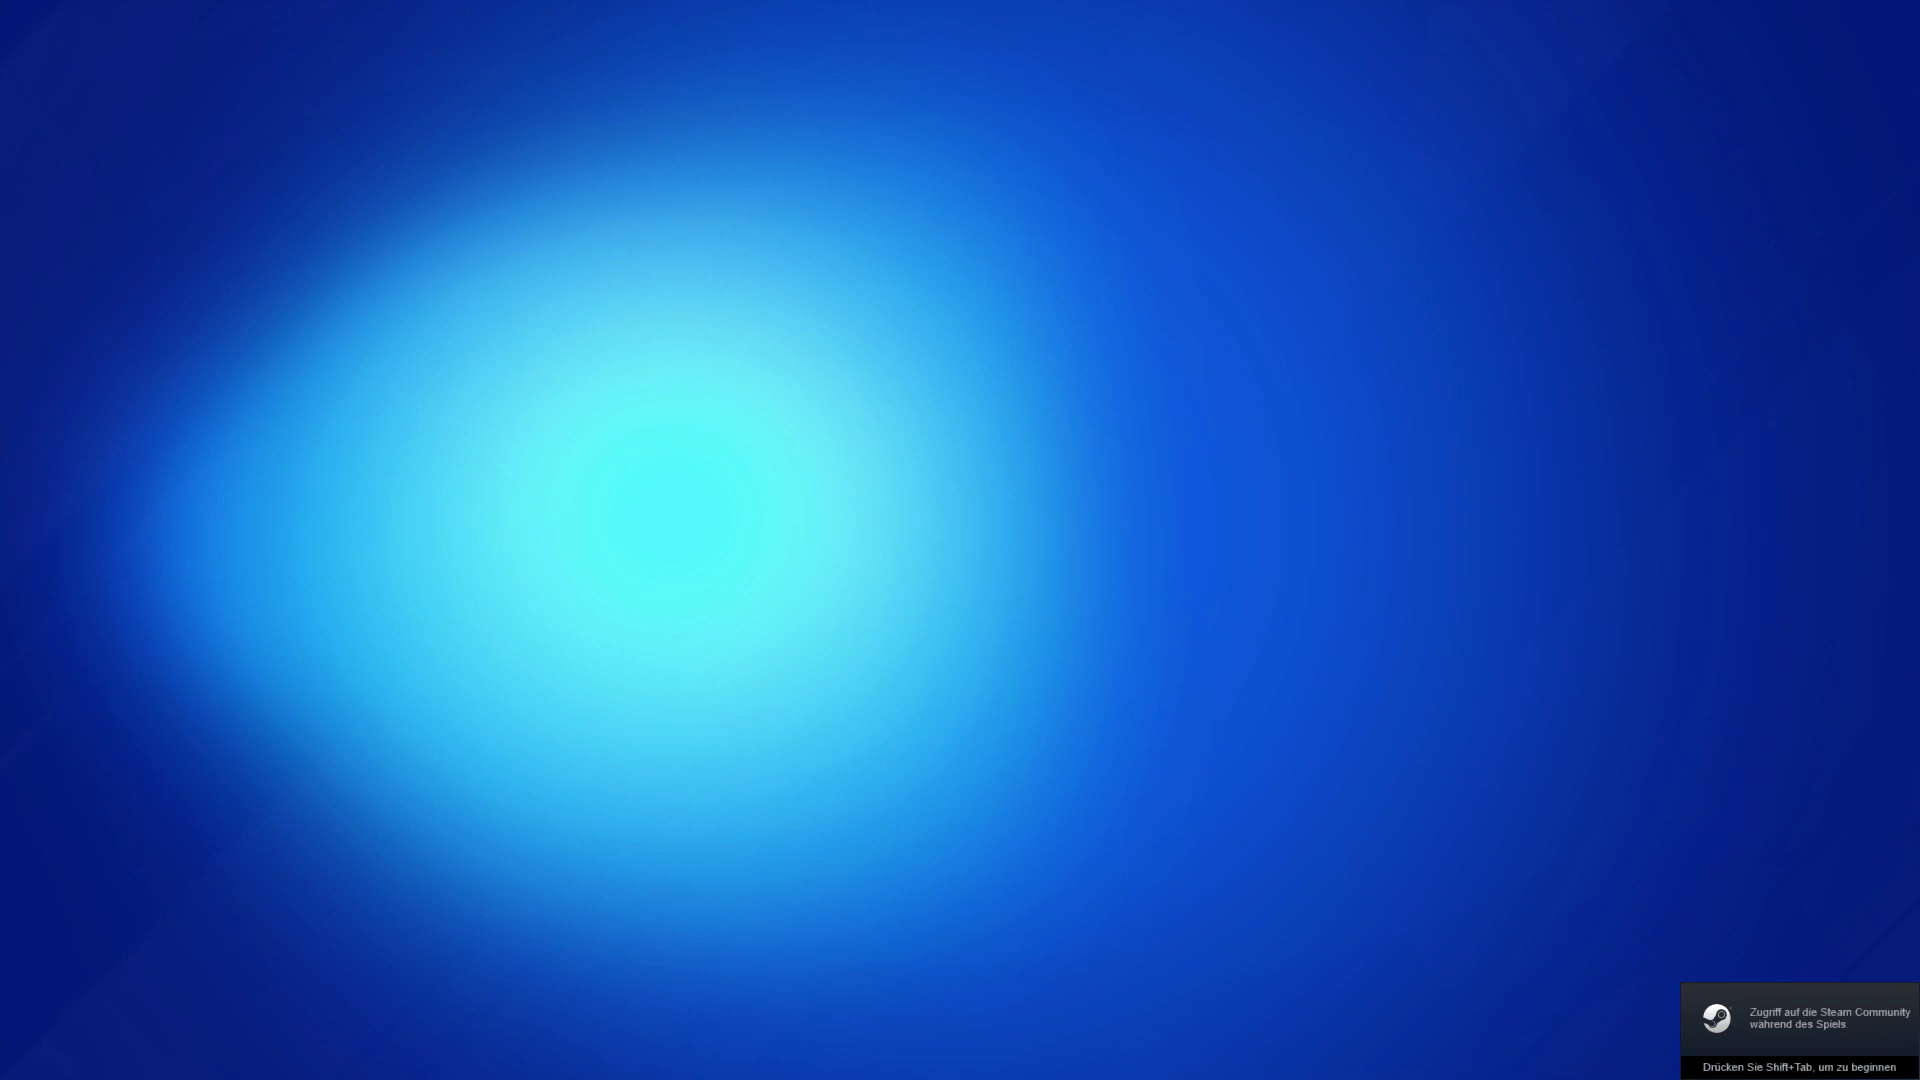 Zugriff auf die Steam Community
während des Spiels.
Drücken Sie Shift+Tab, um zu beginnen